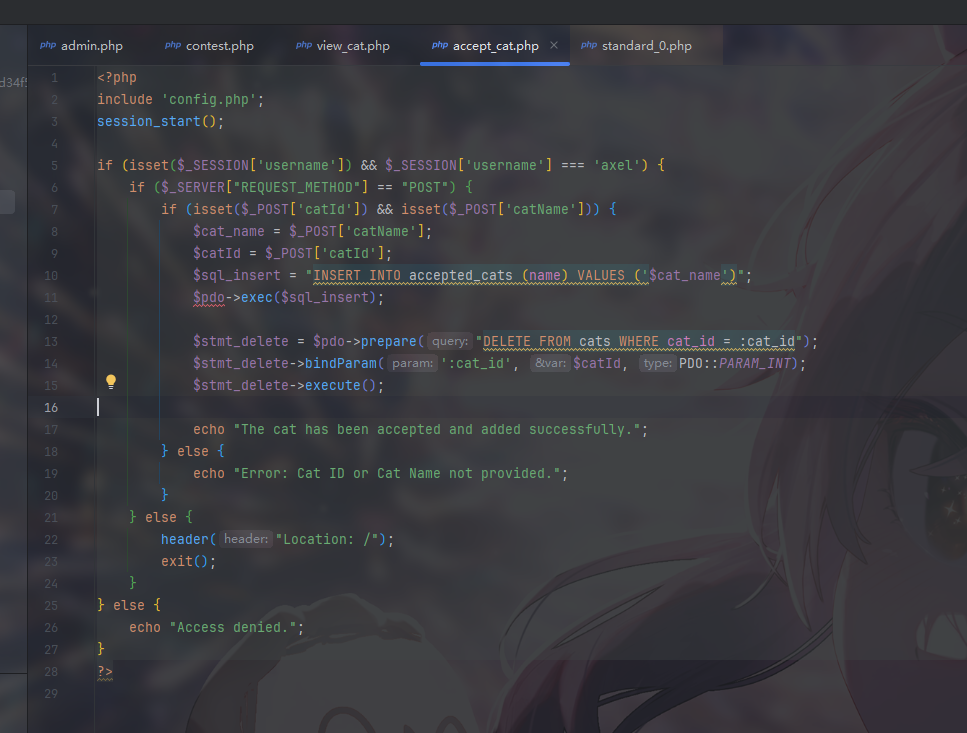 php admin.php php contest.php php view_cat.php php accept_cat.php × php standard_0.php
d34f
1 <?php
2 include 'config.php';
3 session_start();
4
5 if (isset($_SESSION['username']) && $_SESSION['username'] === 'axel') {
6 if ($_SERVER["REQUEST_METHOD"] == "POST") {
7 if (isset($_POST['catId']) && isset($_POST['catName'])) {
8 $cat_name = $_POST['catName'];
9 $catId = $_POST['catId'];
10 $sql_insert = "INSERT INTO accepted_cats (name) VALUES ('$cat_name')";
11 $pdo->exec($sql_insert);
12
13 $stmt_delete = $pdo->prepare( query: "DELETE FROM cats WHERE cat_id = :cat_id");
14 $stmt_delete->bindParam( param: ':cat_id', &var: $catId, type: PDO::PARAM_INT);
15 $stmt_delete->execute();
16
17 echo "The cat has been accepted and added successfully.";
18 } else {
19 echo "Error: Cat ID or Cat Name not provided.";
20 }
21 } else {
22 header( header: "Location: /");
23 exit();
24 }
25 } else {
26 echo "Access denied.";
27 }
28 ?>
29